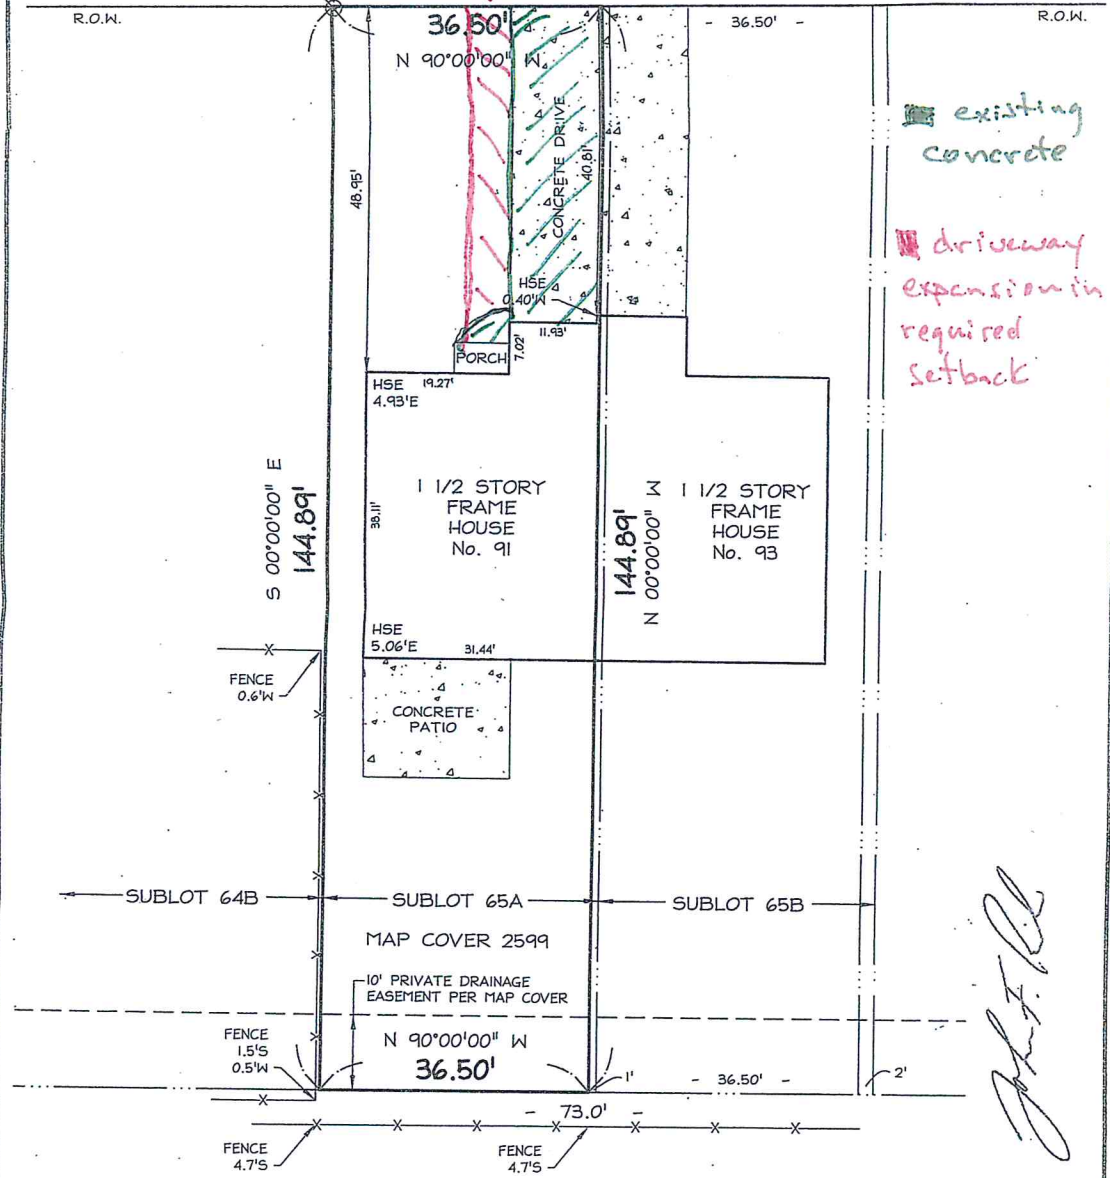 R.O.W.
36.50'
- 36.50' -
R.O.W.
N 90°00'00" W
existing
concrete
CONCRETE DRIVE
40.81'
48.95'
driveway
expansion in
required
setback
HSE
0.40'W
11.93'
7.02'
PORCH
HSE
4.93'E
19.27'
S 00°00'00" E
144.89'
38.11'
1 1/2 STORY
FRAME
HOUSE
No. 91
144.89'
N 00°00'00" W
1 1/2 STORY
FRAME
HOUSE
No. 93
HSE
5.06'E
31.44'
FENCE
0.6'W
CONCRETE
PATIO
SUBLOT 64B
SUBLOT 65A
SUBLOT 65B
MAP COVER 2599
10' PRIVATE DRAINAGE
EASEMENT PER MAP COVER
FENCE
1.5'S
0.5'W
N 90°00'00" W
36.50'
1'
- 36.50' -
2'
- 73.0' -
FENCE
4.7'S
FENCE
4.7'S